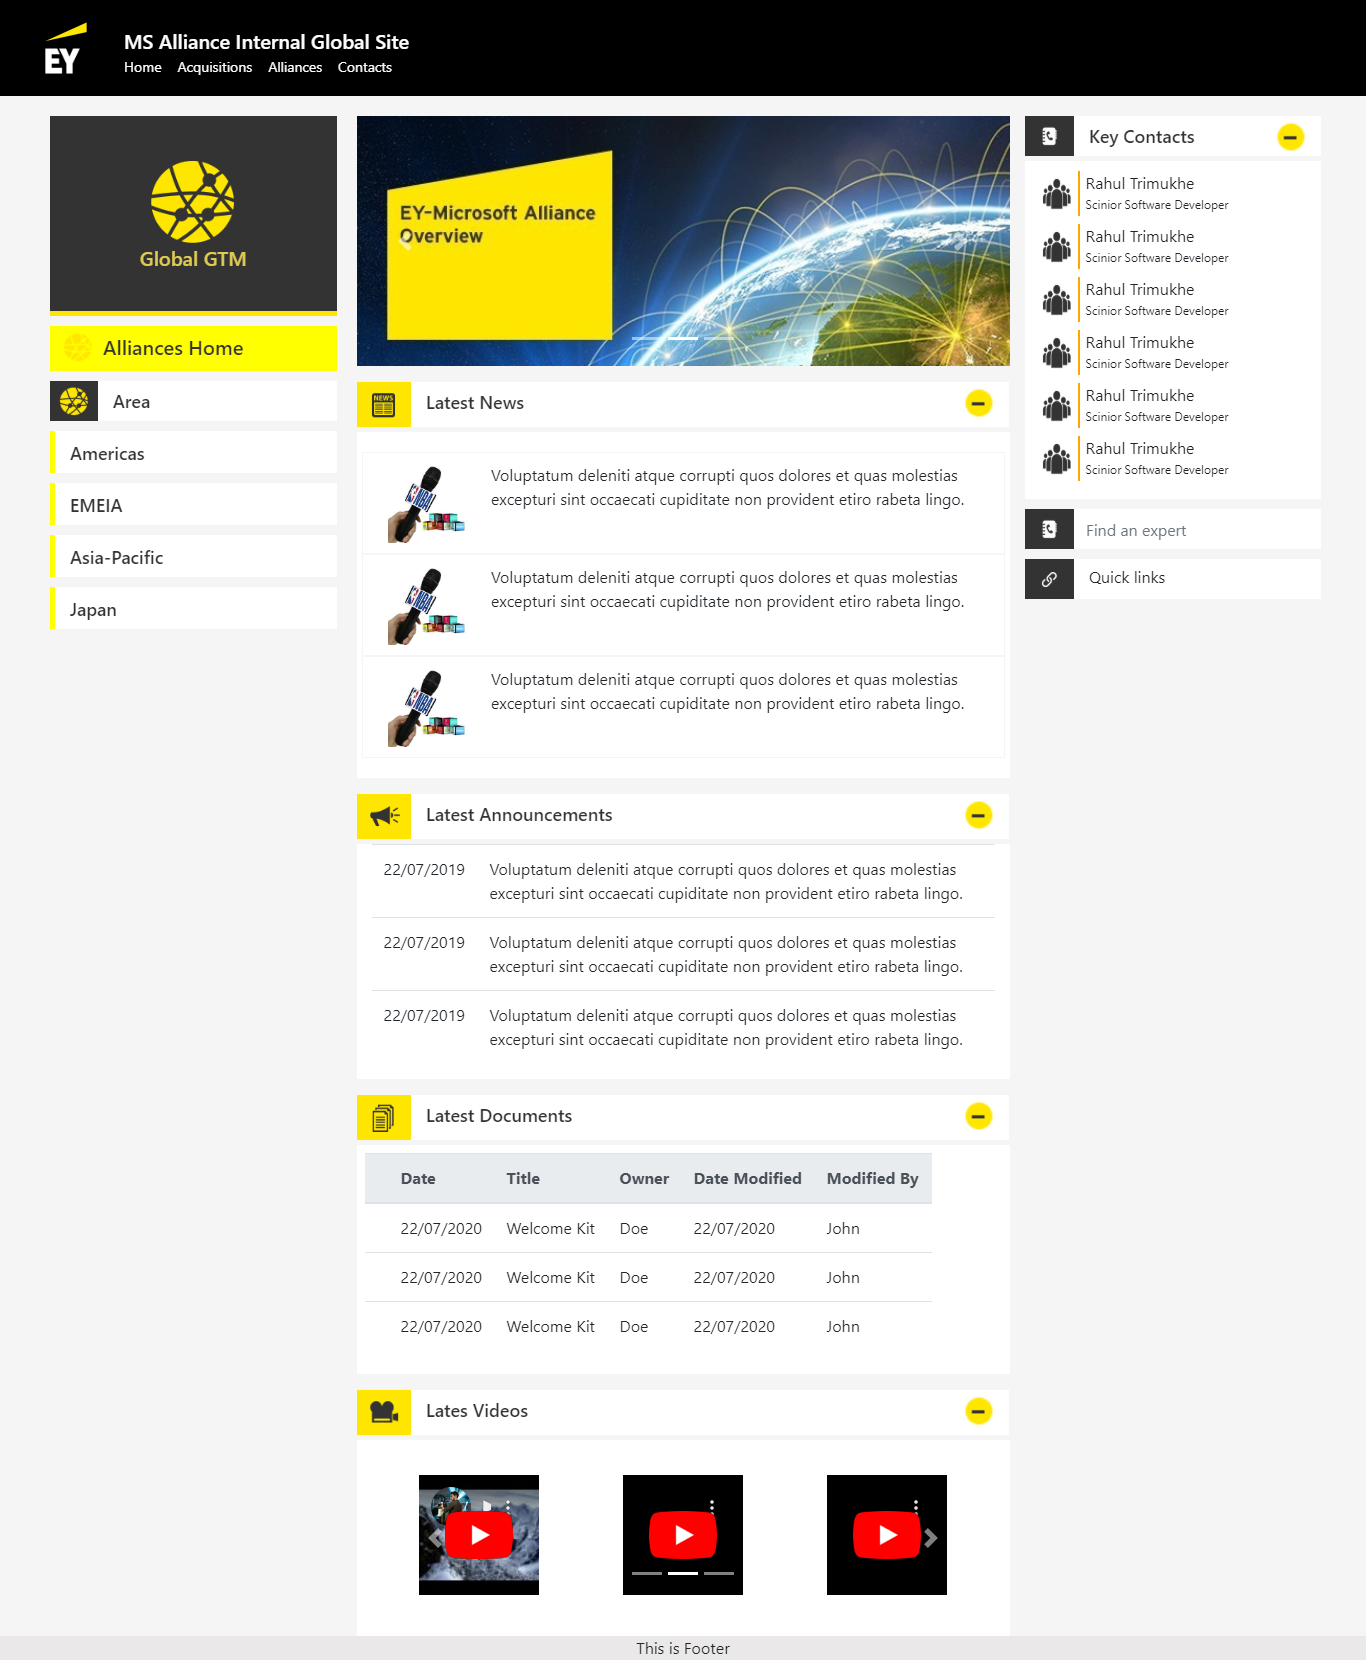 EY
MS Alliance Internal Global Site
Home Acquisitions Alliances Contacts
Global GTM
Alliances Home
Area
Americas
EMEIA
Asia-Pacific
Japan
EY-Microsoft Alliance
Overview
NEWS
Latest News
NBA
Voluptatum deleniti atque corrupti quos dolores et quas molestias
excepturi sint occaecati cupiditate non provident etiro rabeta lingo.
NBA
Voluptatum deleniti atque corrupti quos dolores et quas molestias
excepturi sint occaecati cupiditate non provident etiro rabeta lingo.
NBA
Voluptatum deleniti atque corrupti quos dolores et quas molestias
excepturi sint occaecati cupiditate non provident etiro rabeta lingo.
Latest Announcements
22/07/2019 Voluptatum deleniti atque corrupti quos dolores et quas molestias
excepturi sint occaecati cupiditate non provident etiro rabeta lingo.
22/07/2019 Voluptatum deleniti atque corrupti quos dolores et quas molestias
excepturi sint occaecati cupiditate non provident etiro rabeta lingo.
22/07/2019 Voluptatum deleniti atque corrupti quos dolores et quas molestias
excepturi sint occaecati cupiditate non provident etiro rabeta lingo.
Latest Documents
Date Title Owner Date Modified Modified By
22/07/2020 Welcome Kit Doe 22/07/2020 John
22/07/2020 Welcome Kit Doe 22/07/2020 John
22/07/2020 Welcome Kit Doe 22/07/2020 John
Lates Videos
Key Contacts
Rahul Trimukhe
Scinior Software Developer
Rahul Trimukhe
Scinior Software Developer
Rahul Trimukhe
Scinior Software Developer
Rahul Trimukhe
Scinior Software Developer
Rahul Trimukhe
Scinior Software Developer
Rahul Trimukhe
Scinior Software Developer
Find an expert
Quick links
This is Footer